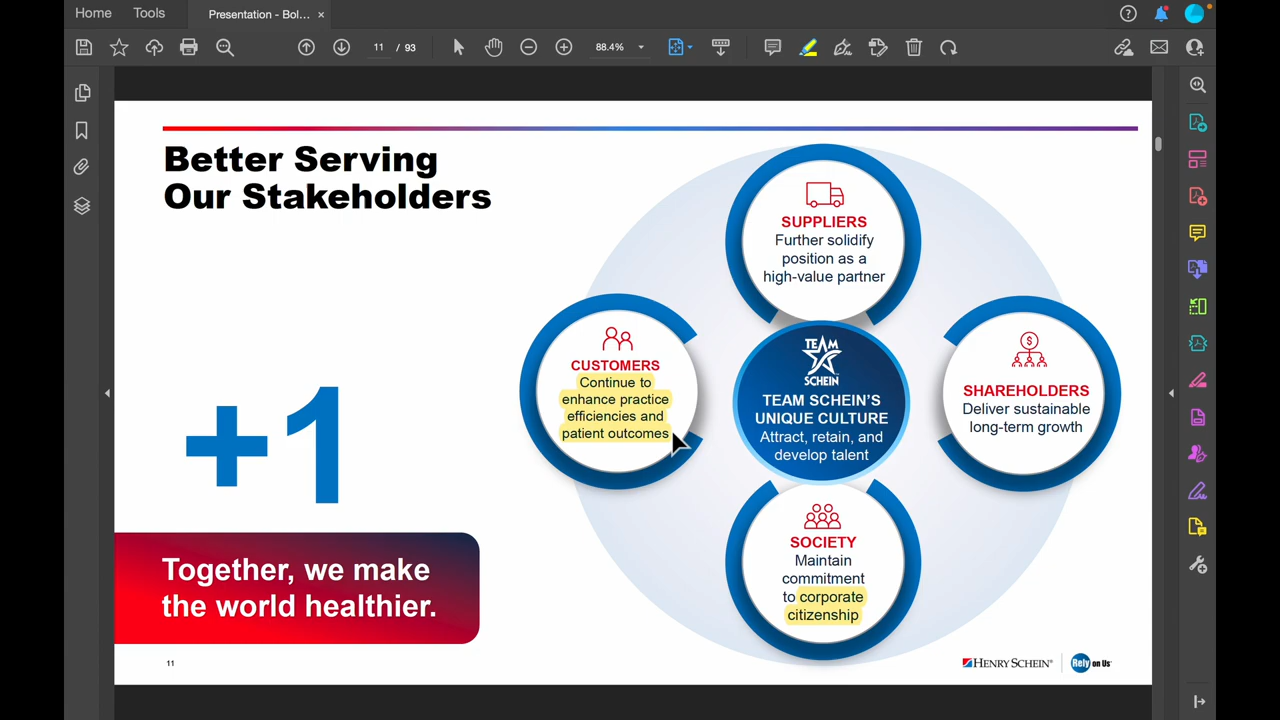 Home
Tools
Presentation - Bol...
×
11 / 93
88.4%
Better Serving
Our Stakeholders
SUPPLIERS
Further solidify
position as a
high-value partner
CUSTOMERS
Continue to
enhance practice
efficiencies and
patient outcomes
TEAM
SCHEIN
TEAM SCHEIN'S
UNIQUE CULTURE
Attract, retain, and
develop talent
SHAREHOLDERS
Deliver sustainable
long-term growth
+1
SOCIETY
Maintain
commitment
to corporate
citizenship
Together, we make
the world healthier.
11
HENRY SCHEIN®
Rely on Us